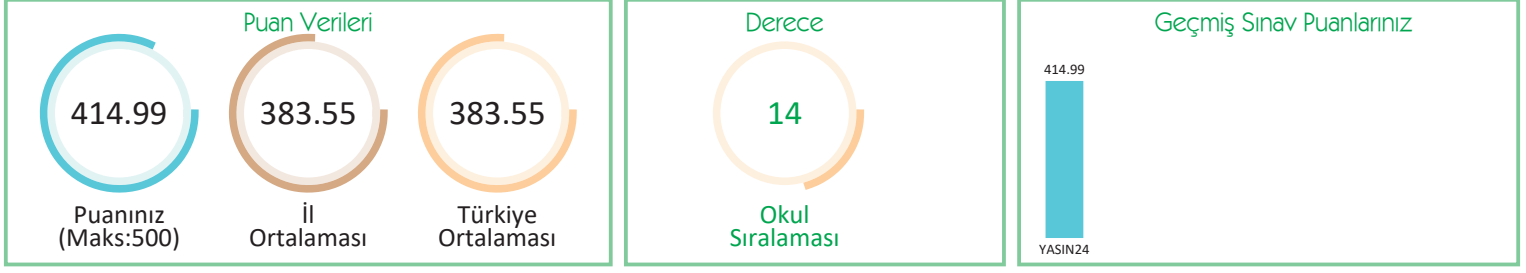 Puan Verileri
414.99
383.55
383.55
Puanınız
(Maks:500)
İl
Ortalaması
Türkiye
Ortalaması
Derece
14
Okul
Sıralaması
Geçmiş Sınav Puanlarınız
414.99
YASIN24